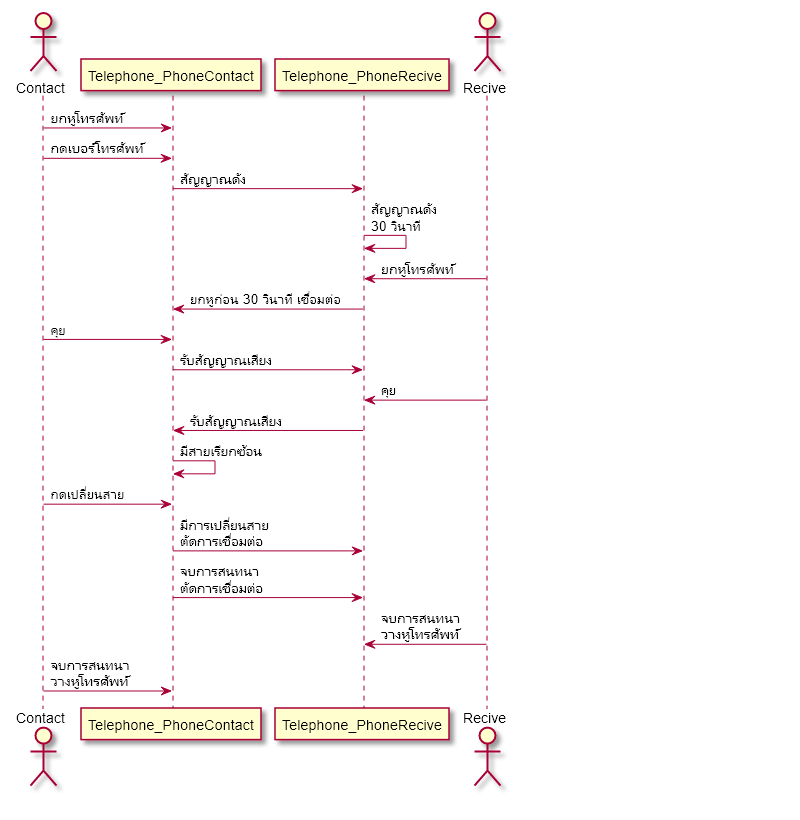 Contact
Telephone_PhoneContact
Telephone_PhoneRecive
Recive
ยกหูโทรศัพท์
กดเบอร์โทรศัพท์
สัญญาณดัง
สัญญาณดัง
30 วินาที
ยกหูโทรศัพท์
ยกหูก่อน 30 วินาที เชื่อมต่อ
คุย
รับสัญญาณเสียง
คุย
รับสัญญาณเสียง
มีสายเรียกซ้อน
กดเปลี่ยนสาย
มีการเปลี่ยนสาย
ตัดการเชื่อมต่อ
จบการสนทนา
ตัดการเชื่อมต่อ
จบการสนทนา
วางหูโทรศัพท์
จบการสนทนา
วางหูโทรศัพท์
Contact
Telephone_PhoneContact
Telephone_PhoneRecive
Recive